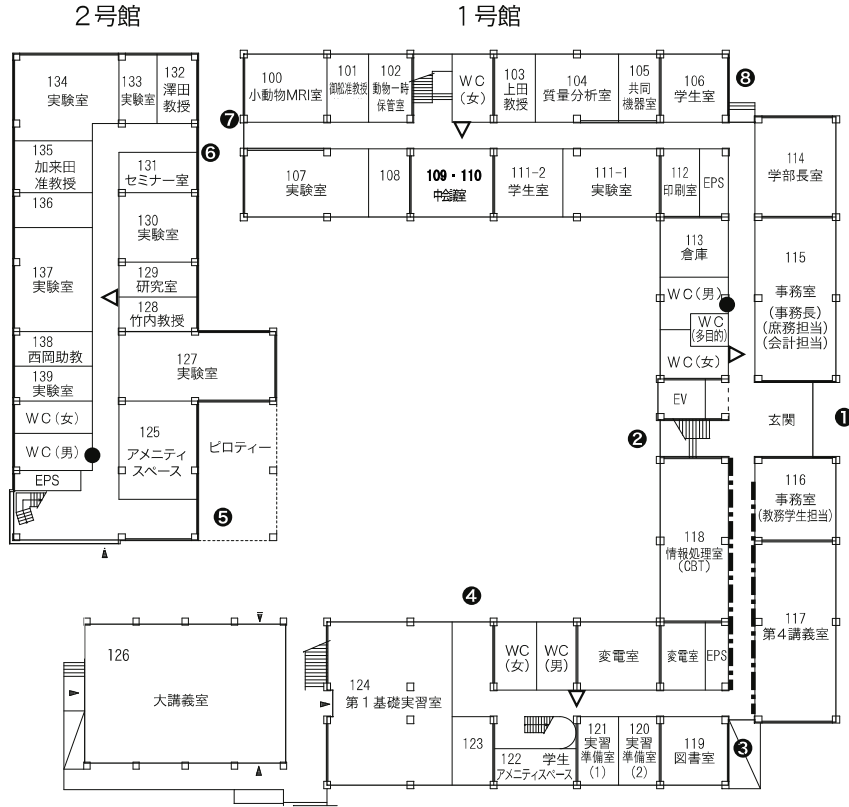 2号館
1号館
134
実験室
133
実験室
132
澤田
教授
135
加来田
准教授
131
セミナー室
136
130
実験室
137
実験室
129
研究室
128
竹内教授
138
西岡助教
127
実験室
139
実験室
WC(女)
125
アメニティ
スペース
ピロティー
WC(男)
EPS
❻
❺
100
小動物MRI室
101
御舩准教授
102
動物一時
保管室
WC
(女)
103
上田
教授
104
質量分析室
105
共同
機器室
106
学生室
❽
❼
107
実験室
108
109・110
中会議室
111-2
学生室
111-1
実験室
112
印刷室
EPS
114
学部長室
113
倉庫
WC(男)
WC
(多目的)
WC(女)
115
事務室
(事務長)
(庶務担当)
(会計担当)
EV
玄関
❶
❷
116
事務室
(教務学生担当)
118
情報処理室
(CBT)
117
第4講義室
❹
126
大講義室
124
第1基礎実習室
WC
(女)
WC
(男)
変電室
変電室
EPS
123
122
学生
アメニティスペース
121
実習
準備室
(1)
120
実習
準備室
(2)
119
図書室
❸